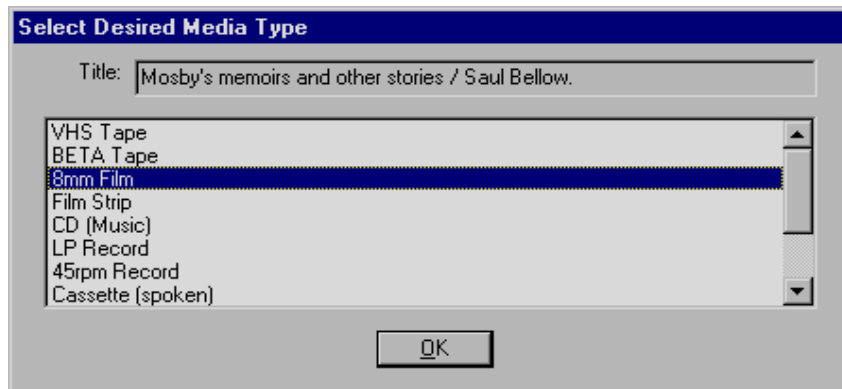 Select Desired Media Type
Title: Mosby's memoirs and other stories / Saul Bellow.
VHS Tape
BETA Tape
8mm Film
Film Strip
CD (Music)
LP Record
45rpm Record
Cassette (spoken)
OK